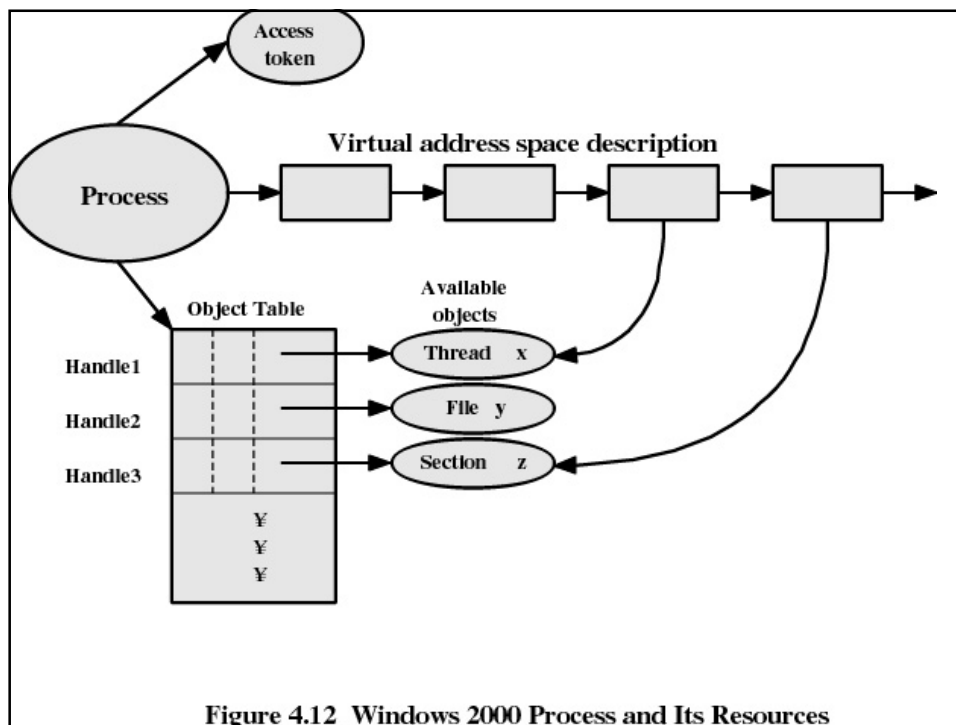 Access
token
Virtual address space description
Process
Object Table
Available
objects
Handle1
Thread x
Handle2
File y
Handle3
Section z
¥
¥
¥
Figure 4.12 Windows 2000 Process and Its Resources